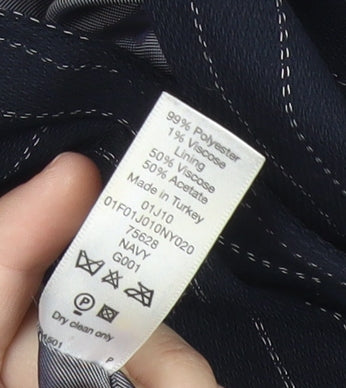 99% Polyester
1% Viscose
Lining
50% Viscose
50% Acetate
Made in Turkey
01J10
01F01J010NY020
75628
NAVY
G001
P
Dry clean only
1501
P